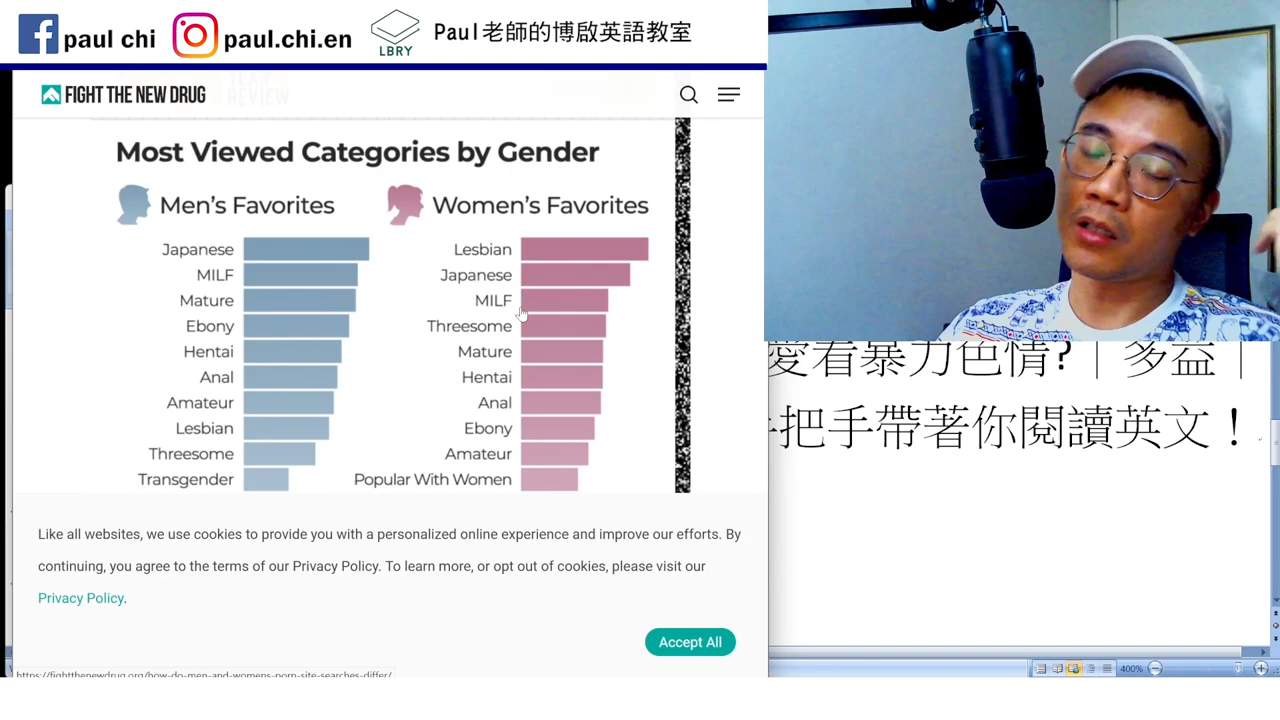 paul chi
paul.chi.en
LBRY
Paul老師的博啟英語教室
FIGHT THE NEW DRUG
YEAR
REVIEW
Most Viewed Categories by Gender
Men's Favorites
Japanese
MILF
Mature
Ebony
Hentai
Anal
Amateur
Lesbian
Threesome
Transgender
Women's Favorites
Lesbian
Japanese
MILF
Threesome
Mature
Hentai
Anal
Ebony
Amateur
Popular With Women
Like all websites, we use cookies to provide you with a personalized online experience and improve our efforts. By
continuing, you agree to the terms of our Privacy Policy. To learn more, or opt out of cookies, please visit our
Privacy Policy.
Accept All
https://fightthenewdrug.org/how-do-men-and-womens-porn-site-searches-differ/
愛看暴力色情?｜多益｜
把手帶著你閱讀英文！
400%